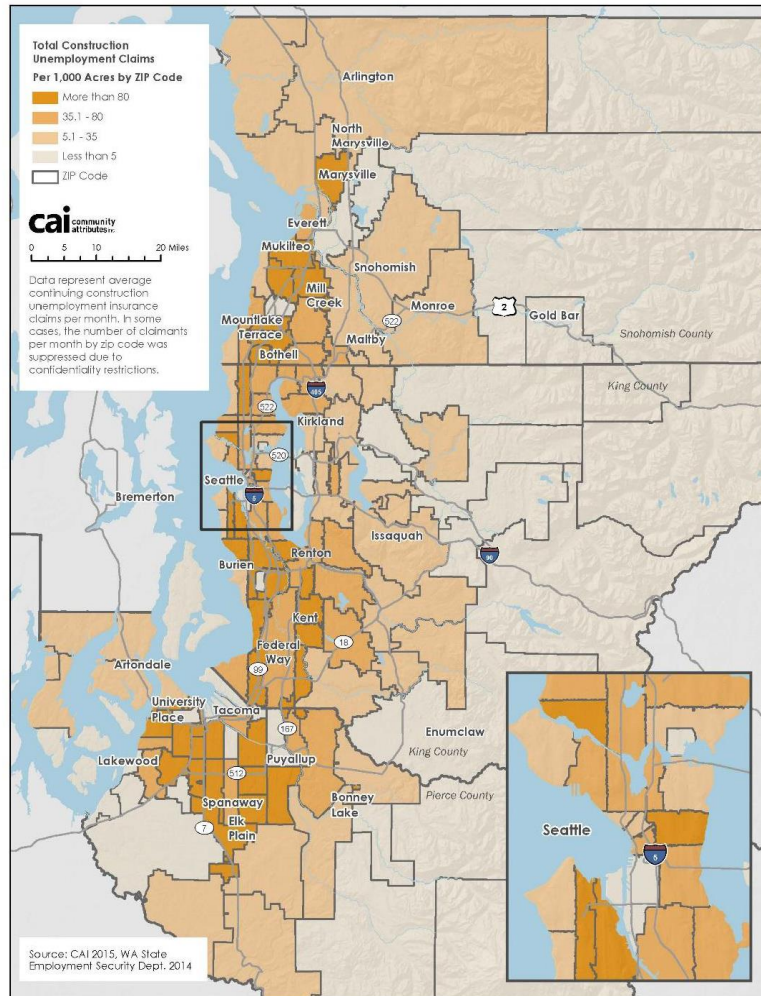 Total Construction
Unemployment Claims
Per 1,000 Acres by ZIP Code
More than 80
35.1 - 80
5.1 - 35
Less than 5
ZIP Code
cai community
attributes inc.
0 5 10 20 Miles
Data represent average
continuing construction
unemployment insurance
claims per month. In some
cases, the number of claimants
per month by zip code was
suppressed due to
confidentiality restrictions.
Arlington
North
Marysville
Marysville
Everett
Mukilteo
Snohomish
Mill
Creek
Monroe
2
Gold Bar
522
Mountlake
Terrace
Maltby
Snohomish County
Bothell
King County
405
522
Kirkland
520
Seattle
5
Bremerton
Issaquah
90
Renton
Burien
Kent
18
Federal
Way
99
Artondale
University
Place
Tacoma
167
Enumclaw
King County
Puyallup
Lakewood
512
Pierce County
Spanaway
Bonney
Lake
Elk
Plain
7
Seattle
5
Source: CAI 2015, WA State
Employment Security Dept. 2014